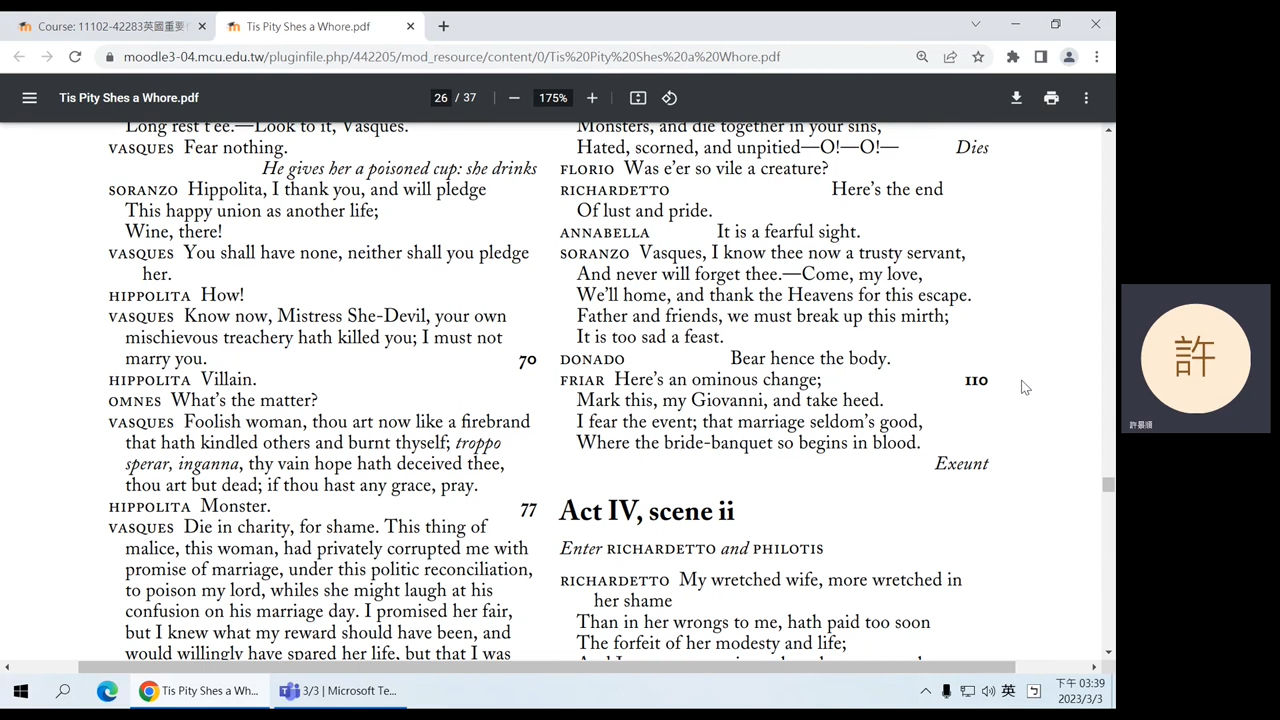 Course: 11102-42283英國重要
Tis Pity Shes a Whore.pdf
moodle3-04.mcu.edu.tw/pluginfile.php/442205/mod_resource/content/0/Tis%20Pity%20Shes%20a%20Whore.pdf
Tis Pity Shes a Whore.pdf
26 / 37
175%
Long rest t'ee.—Look to it, Vasques.
VASQUES Fear nothing.
He gives her a poisoned cup: she drinks
SORANZO Hippolita, I thank you, and will pledge
This happy union as another life;
Wine, there!
VASQUES You shall have none, neither shall you pledge
her.
HIPPOLITA How!
VASQUES Know now, Mistress She-Devil, your own
mischievous treachery hath killed you; I must not
marry you. 70
HIPPOLITA Villain.
OMNES What's the matter?
VASQUES Foolish woman, thou art now like a firebrand
that hath kindled others and burnt thyself; troppo
sperar, inganna, thy vain hope hath deceived thee,
thou art but dead; if thou hast any grace, pray.
HIPPOLITA Monster. 77
VASQUES Die in charity, for shame. This thing of
malice, this woman, had privately corrupted me with
promise of marriage, under this politic reconciliation,
to poison my lord, whiles she might laugh at his
confusion on his marriage day. I promised her fair,
but I knew what my reward should have been, and
would willingly have spared her life, but that I was
Monsters, and die together in your sins,
Hated, scorned, and unpitied—O!—O!— Dies
FLORIO Was e'er so vile a creature?
RICHARDETTO Here's the end
Of lust and pride.
ANNABELLA It is a fearful sight.
SORANZO Vasques, I know thee now a trusty servant,
And never will forget thee.—Come, my love,
We'll home, and thank the Heavens for this escape.
Father and friends, we must break up this mirth;
It is too sad a feast.
DONADO Bear hence the body.
FRIAR Here's an ominous change; 110
Mark this, my Giovanni, and take heed.
I fear the event; that marriage seldom's good,
Where the bride-banquet so begins in blood.
Exeunt
Act IV, scene ii
Enter RICHARDETTO and PHILOTIS
RICHARDETTO My wretched wife, more wretched in
her shame
Than in her wrongs to me, hath paid too soon
The forfeit of her modesty and life;
許
許景順
Tis Pity Shes a Wh...
3/3 | Microsoft Te...
英
下午 03:39
2023/3/3